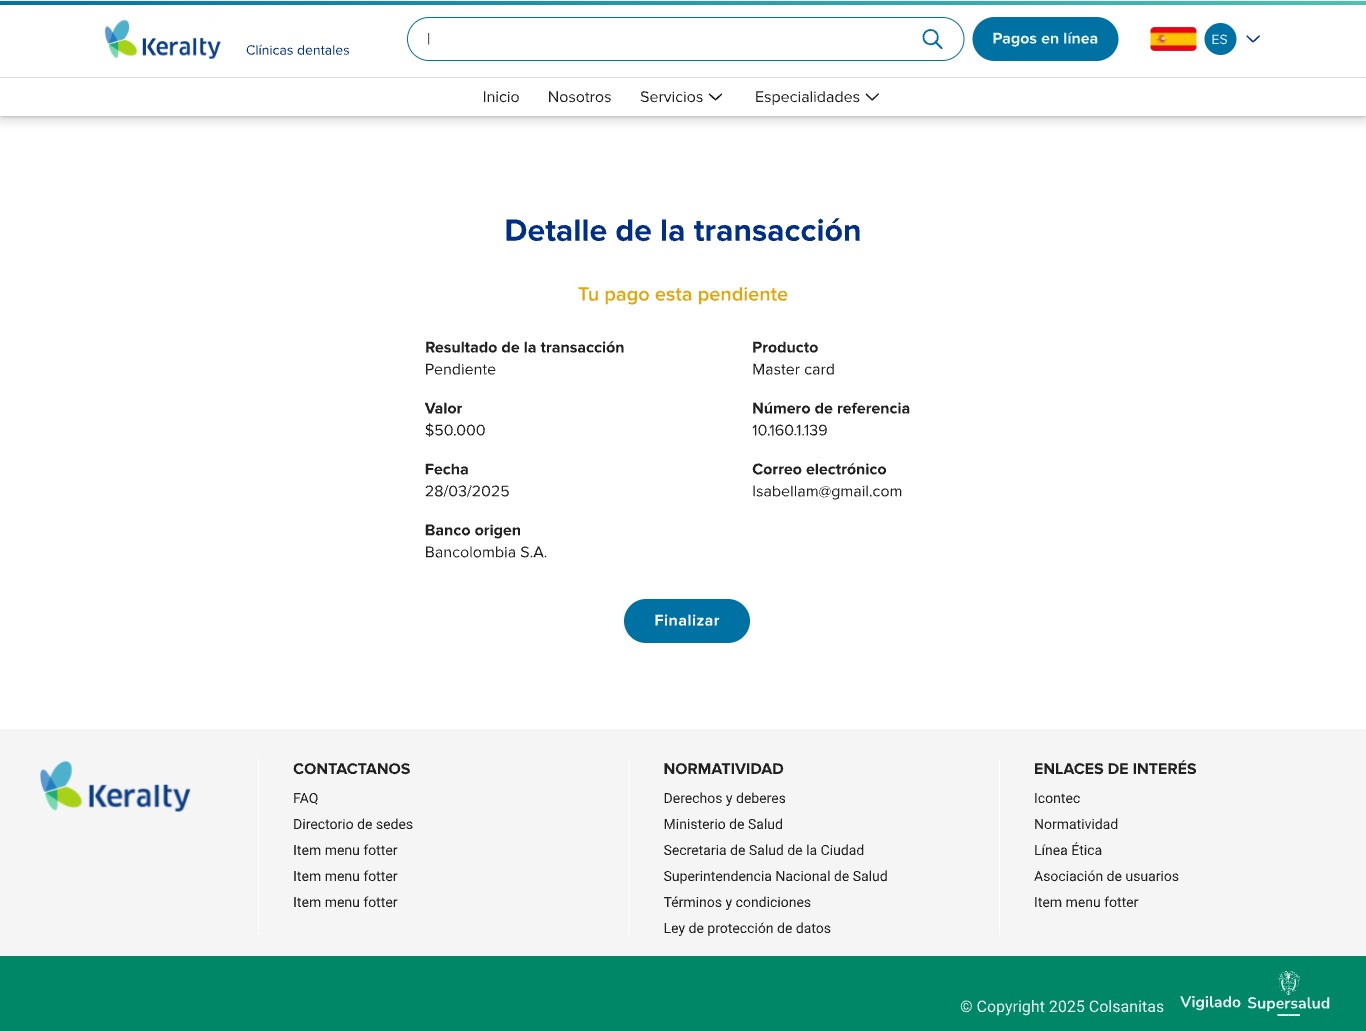 Keralty
Clínicas dentales
Pagos en línea
ES
Inicio
Nosotros
Servicios
Especialidades
Detalle de la transacción
Tu pago esta pendiente
Resultado de la transacción
Pendiente
Producto
Master card
Valor
$50.000
Número de referencia
10.160.1.139
Fecha
28/03/2025
Correo electrónico
Isabellam@gmail.com
Banco origen
Bancolombia S.A.
Finalizar
Keralty
CONTACTANOS
FAQ
Directorio de sedes
Item menu fotter
Item menu fotter
Item menu fotter
NORMATIVIDAD
Derechos y deberes
Ministerio de Salud
Secretaria de Salud de la Ciudad
Superintendencia Nacional de Salud
Términos y condiciones
Ley de protección de datos
ENLACES DE INTERÉS
Icontec
Normatividad
Línea Ética
Asociación de usuarios
Item menu fotter
© Copyright 2025 Colsanitas
Vigilado Supersalud